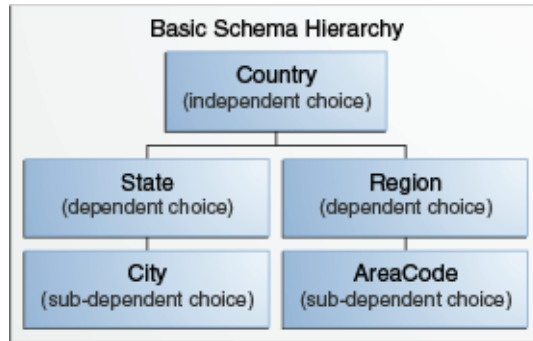 Basic Schema Hierarchy
Country
(independent choice)
State
(dependent choice)
Region
(dependent choice)
City
(sub-dependent choice)
AreaCode
(sub-dependent choice)